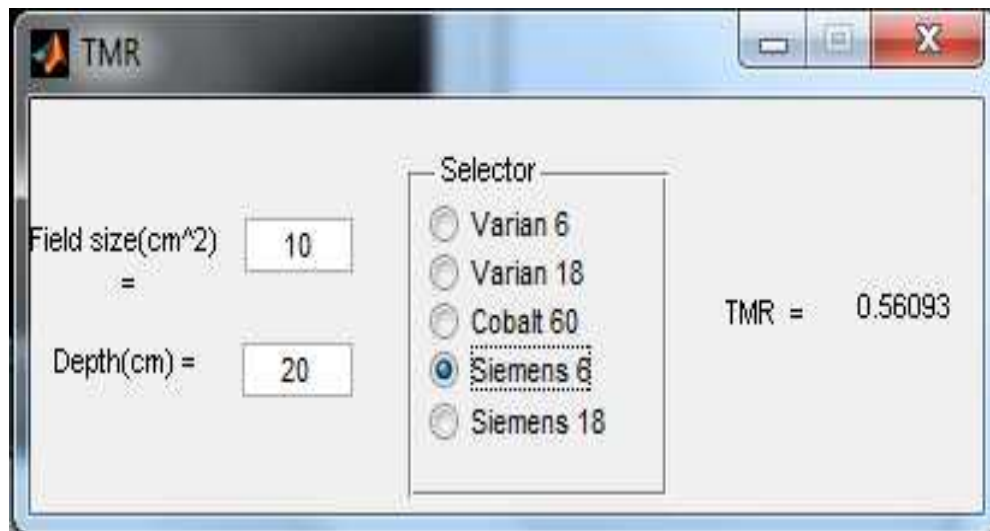 TMR
Field size(cm^2)
=
10
Depth(cm) =
20
Selector
Varian 6
Varian 18
Cobalt 60
Siemens 6
Siemens 18
TMR =
0.56093